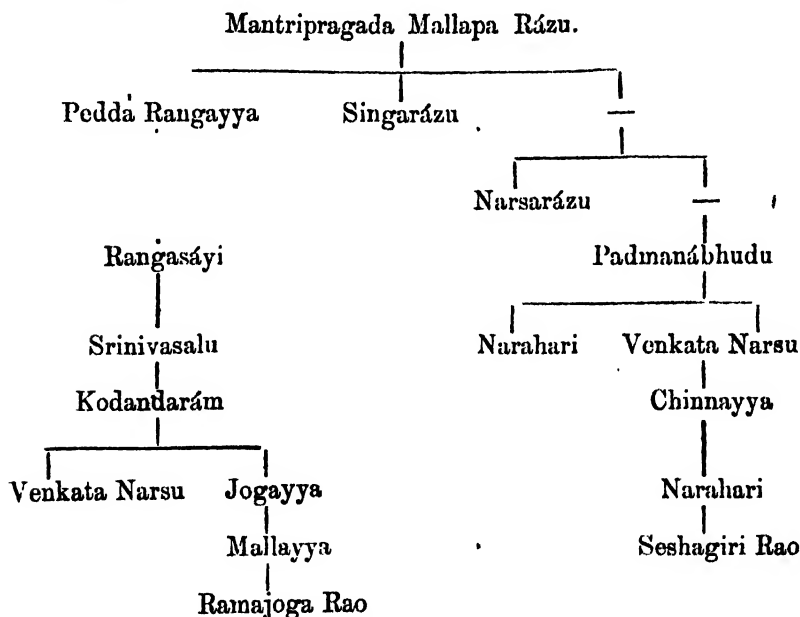 Mantripragada Mallapa Rázu.
Pedda Rangayya Singarázu —
Narsarázu —
Rangasáyi Padmanábhudu
Srinivasalu Narahari Venkata Narsu
Kodandarám Chinnayya
Venkata Narsu Jogayya Narahari
Mallayya Seshagiri Rao
Ramajoga Rao